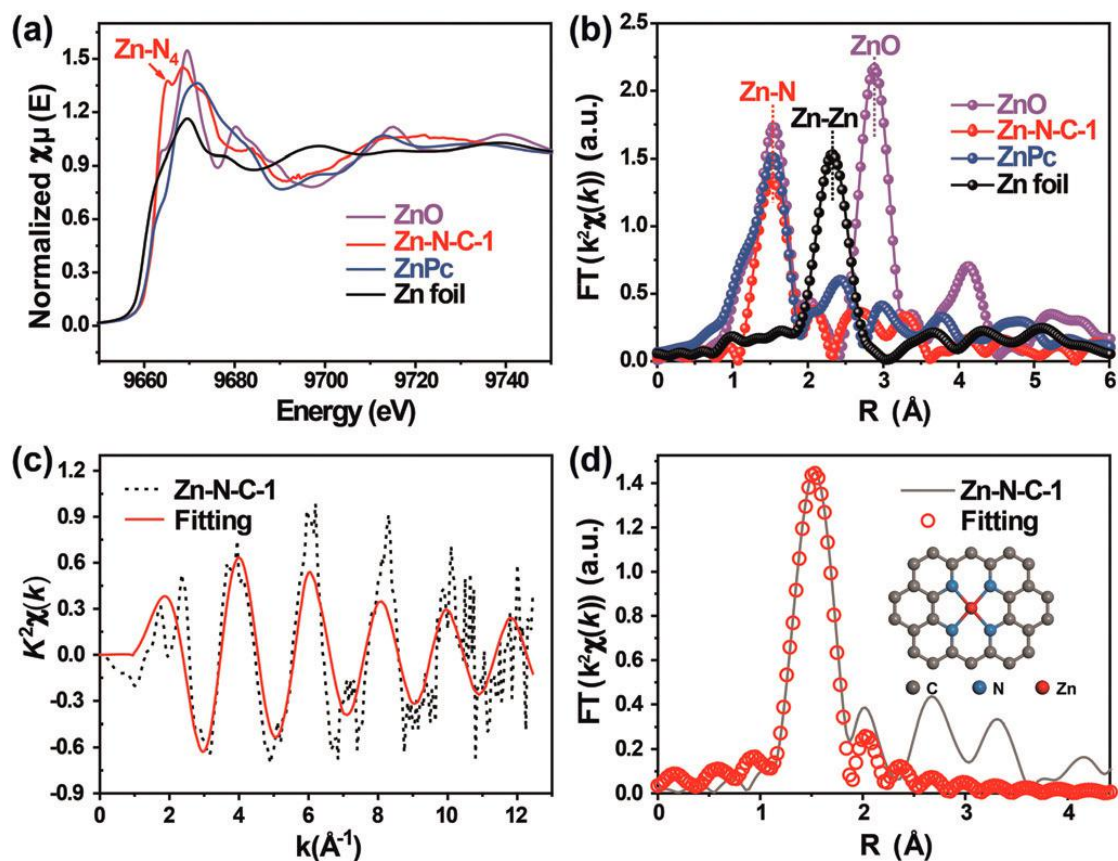 (a)
Zn-N4
1.5
1.2
0.9
0.6
0.3
0.0
Normalized χμ (E)
ZnO
Zn-N-C-1
ZnPc
Zn foil
9660 9680 9700 9720 9740
Energy (eV)
(b)
2.5
2.0
1.5
1.0
0.5
0.0
FT(k²χ(k)) (a.u.)
ZnO
Zn-N
Zn-Zn
ZnO
Zn-N-C-1
ZnPc
Zn foil
0 1 2 3 4 5 6
R (Å)
(c)
1.2
0.9
0.6
0.3
0.0
-0.3
-0.6
-0.9
K²χ(k)
Zn-N-C-1
Fitting
0 2 4 6 8 10 12
k(Å⁻¹)
(d)
1.4
1.2
1.0
0.8
0.6
0.4
0.2
0.0
FT(k²χ(k)) (a.u.)
Zn-N-C-1
Fitting
C N Zn
0 1 2 3 4
R (Å)